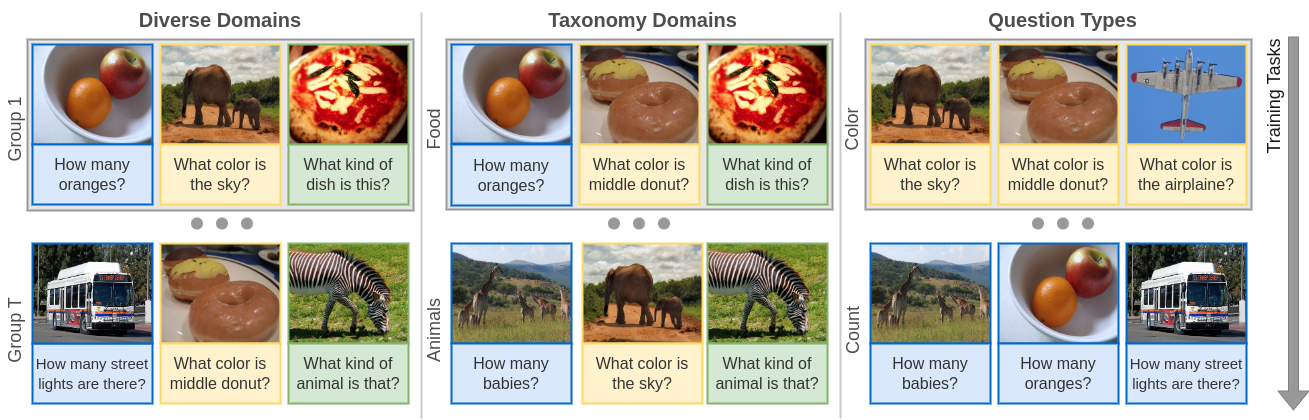 Diverse Domains
Taxonomy Domains
Question Types
Group 1
How many
oranges?
What color is
the sky?
What kind of
dish is this?
Food
How many
oranges?
What color is
middle donut?
What kind of
dish is this?
Color
What color is
the sky?
What color is
middle donut?
What color is
the airplaine?
Training Tasks
Group T
How many street
lights are there?
What color is
middle donut?
What kind of
animal is that?
Animals
How many
babies?
What color is
the sky?
What kind of
animal is that?
Count
How many
babies?
How many
oranges?
How many street
lights are there?